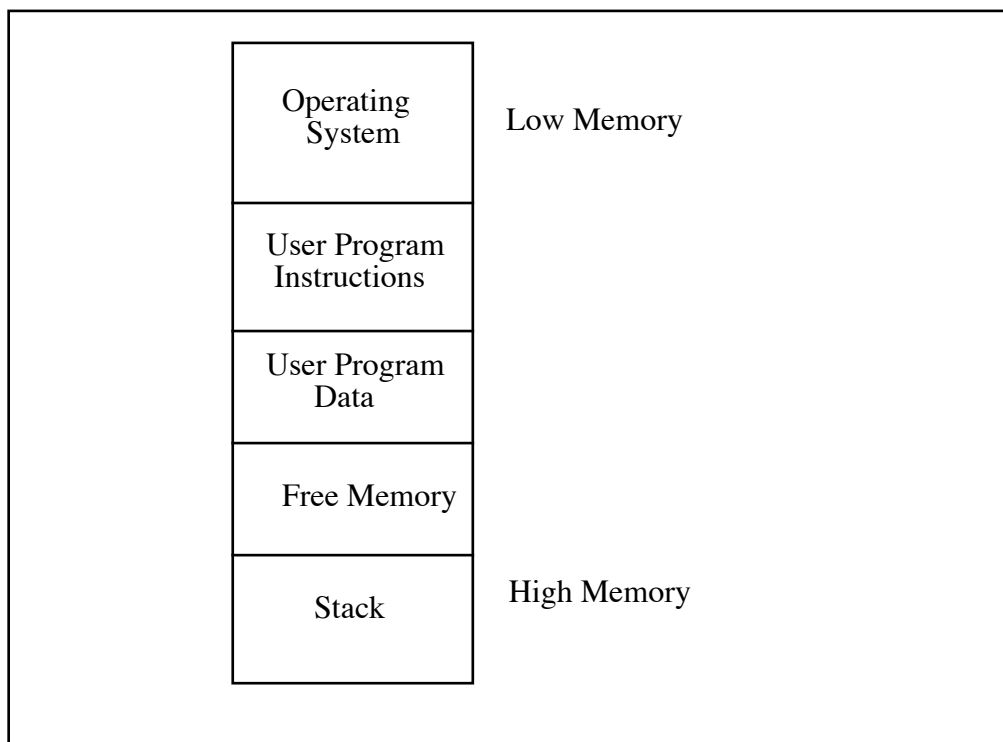 Operating
System
Low Memory
User Program
Instructions
User Program
Data
Free Memory
Stack
High Memory